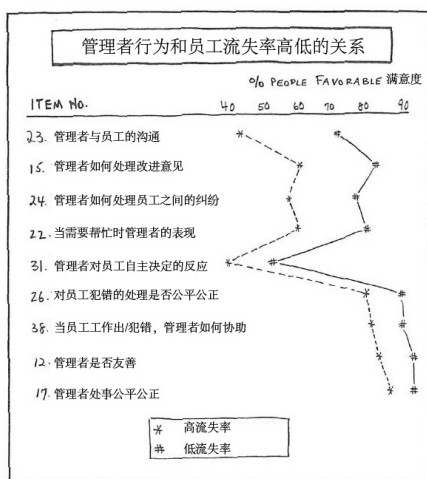 管理者行为和员工流失率高低的关系
% PEOPLE FAVORABLE 满意度
ITEM NO. 40 50 60 70 80 90
23. 管理者与员工的沟通
15. 管理者如何处理改进意见
24. 管理者如何处理员工之间的纠纷
22. 当需要帮忙时管理者的表现
31. 管理者对员工自主决定的反应
26. 对员工犯错的处理是否公平公正
38. 当员工工作出/犯错，管理者如何协助
12. 管理者是否友善
17. 管理者处事公平公正
* 高流失率
# 低流失率